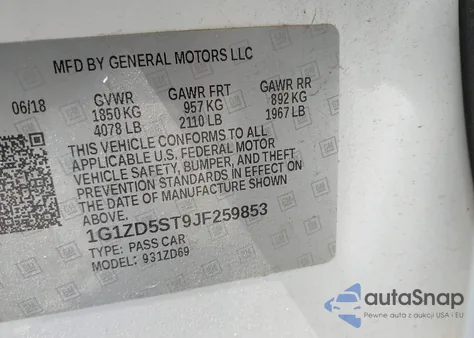 MFD BY GENERAL MOTORS LLC
06/18 GVWR GAWR FRT GAWR RR
1850 KG 957 KG 892 KG
4078 LB 2110 LB 1967 LB
THIS VEHICLE CONFORMS TO ALL
APPLICABLE U.S. FEDERAL MOTOR
VEHICLE SAFETY, BUMPER, AND THEFT
PREVENTION STANDARDS IN EFFECT ON
THE DATE OF MANUFACTURE SHOWN ABOVE.
1G1ZD5ST9JF259853
TYPE: PASS CAR
MODEL: 931ZD69
autoSnap
Pewne auta z aukcji USA i EU